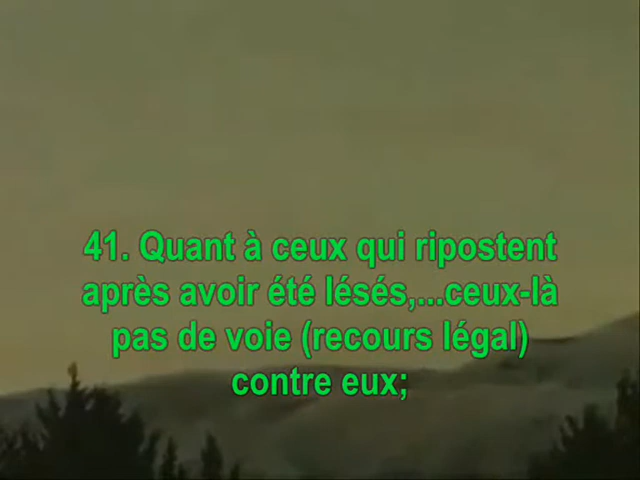 41. Quant à ceux qui ripostent
après avoir été lésés,...ceux-là
pas de voie (recours légal)
contre eux;